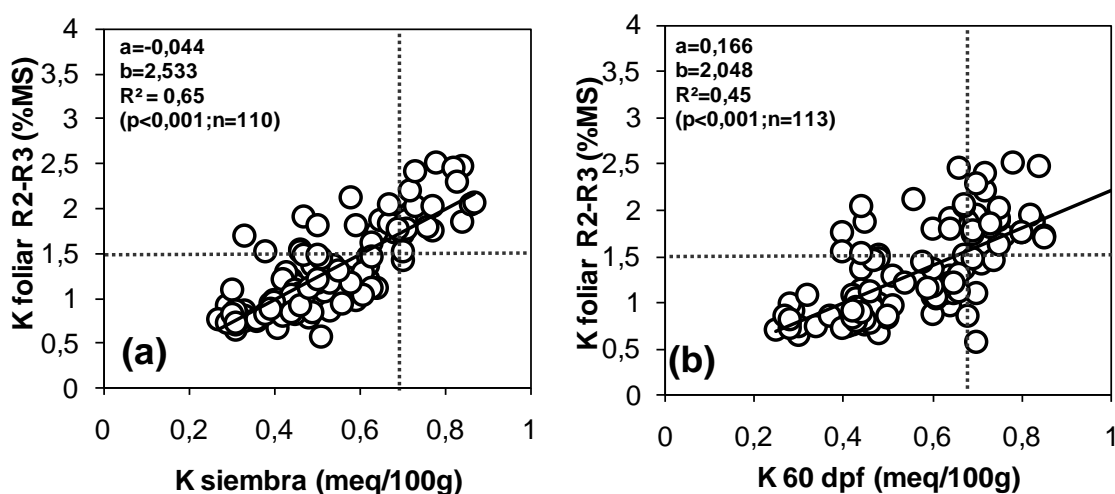 K foliar R2-R3 (%MS)
4
3,5
3
2,5
2
1,5
1
0,5
0
a=-0,044
b=2,533
R² = 0,65
(p<0,001;n=110)
(a)
0
0,2
0,4
0,6
0,8
1
K siembra (meq/100g)
K foliar R2-R3 (%MS)
4
3,5
3
2,5
2
1,5
1
0,5
0
a=0,166
b=2,048
R²=0,45
(p<0,001;n=113)
(b)
0
0,2
0,4
0,6
0,8
1
K 60 dpf (meq/100g)